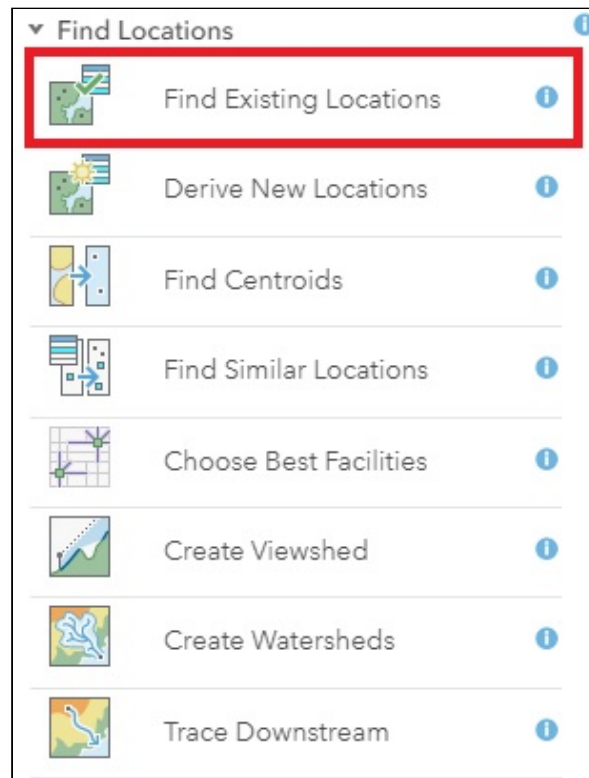 Find Locations
Find Existing Locations
Derive New Locations
Find Centroids
Find Similar Locations
Choose Best Facilities
Create Viewshed
Create Watersheds
Trace Downstream